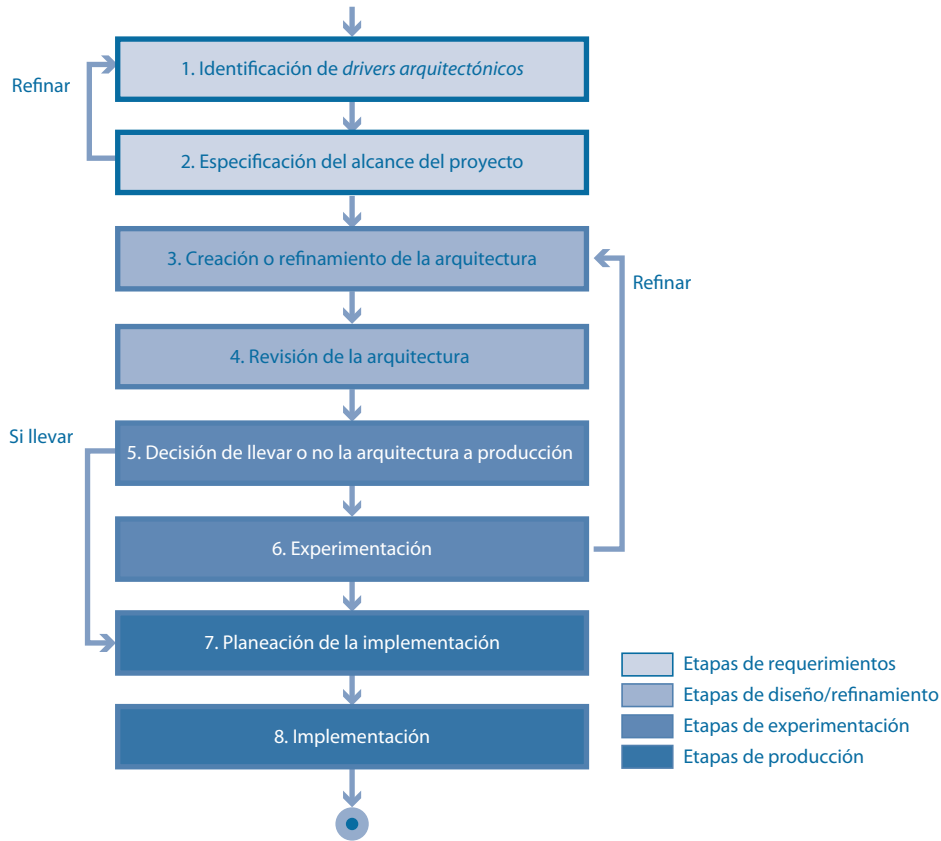 1. Identificación de drivers arquitectónicos
Refinar
2. Especificación del alcance del proyecto
3. Creación o refinamiento de la arquitectura
Refinar
4. Revisión de la arquitectura
Si llevar
5. Decisión de llevar o no la arquitectura a producción
6. Experimentación
7. Planeación de la implementación
8. Implementación
Etapas de requerimientos
Etapas de diseño/refinamiento
Etapas de experimentación
Etapas de producción